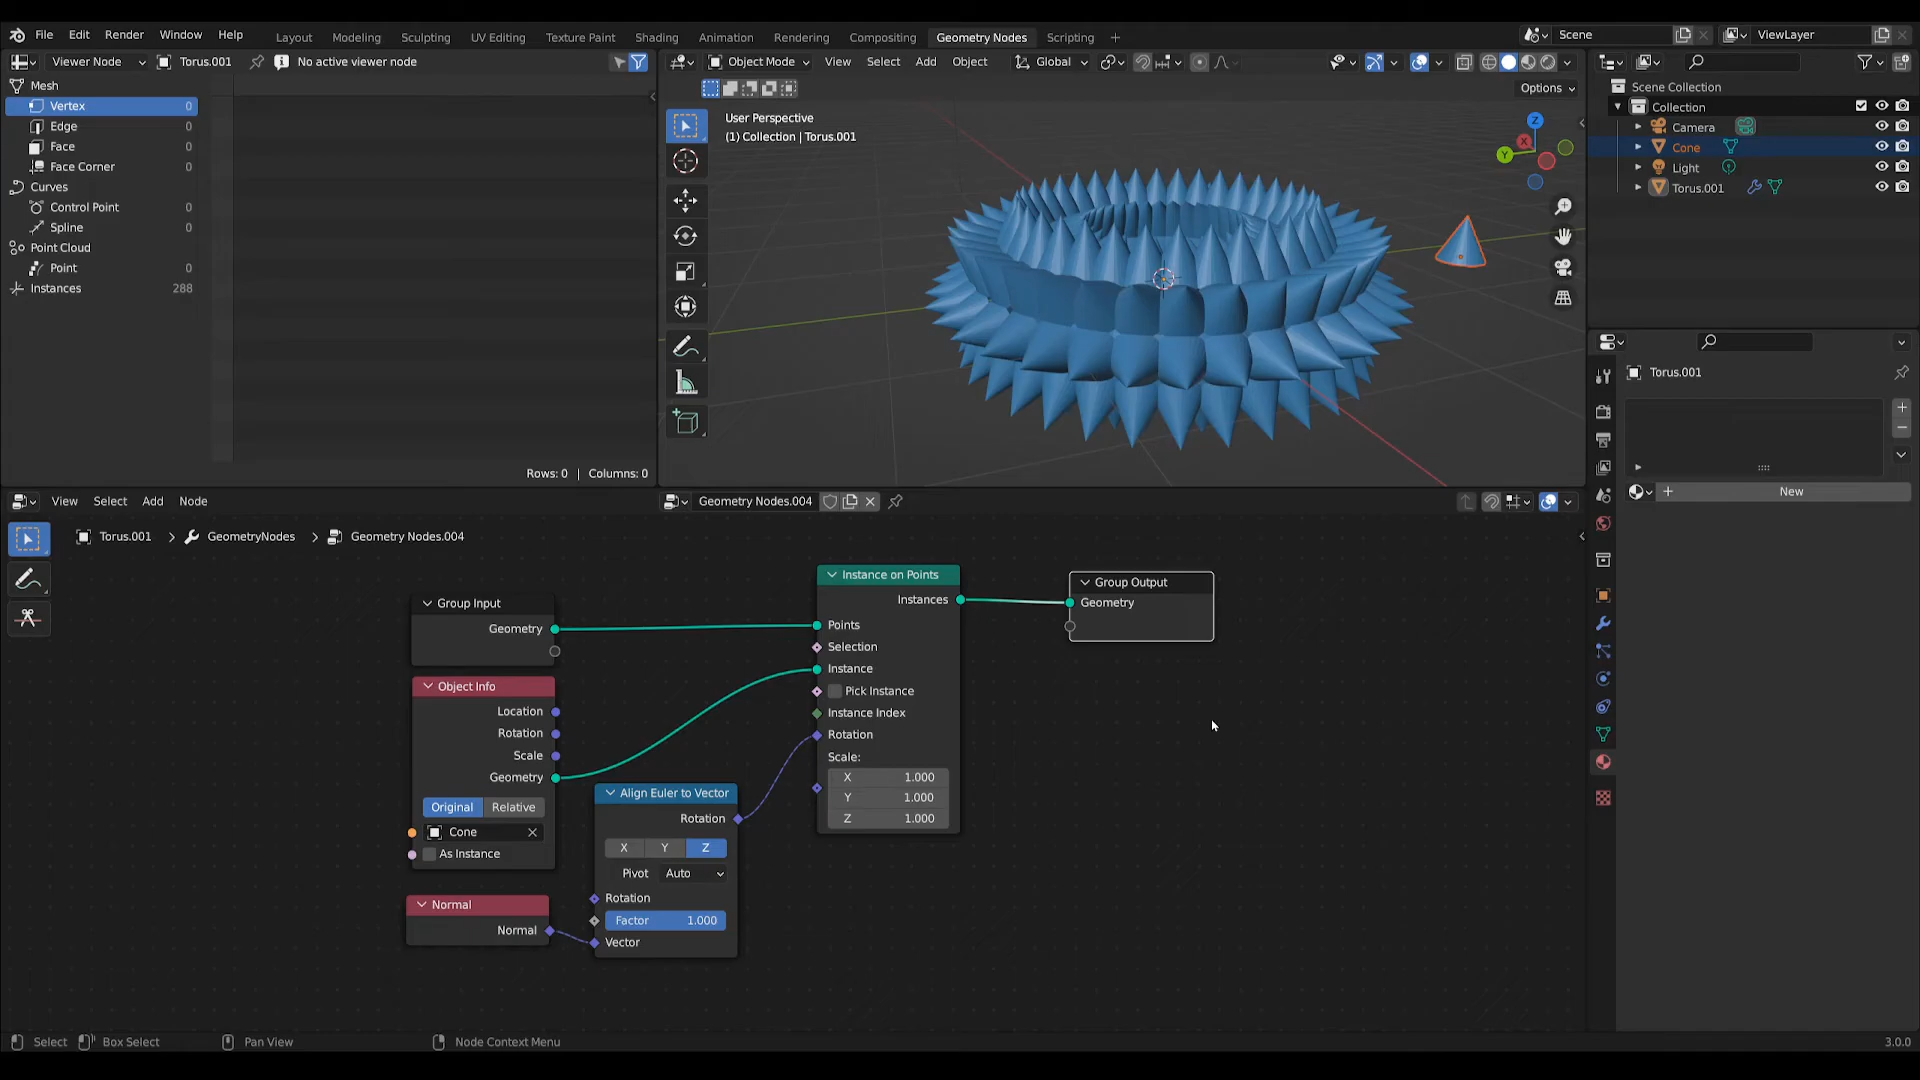 File Edit Render Window Help
Layout Modeling Sculpting UV Editing Texture Paint Shading Animation Rendering Compositing Geometry Nodes Scripting +
Scene
ViewLayer
Viewer Node
Torus.001
No active viewer node
Mesh
Vertex 0
Edge 0
Face 0
Face Corner 0
Curves
Control Point 0
Spline 0
Point Cloud
Point 0
Instances 288
Rows: 0 | Columns: 0
Object Mode View Select Add Object Global
Options
User Perspective
(1) Collection | Torus.001
Z
X
Y
Scene Collection
Collection
Camera
Cone
Light
Torus.001
Torus.001
New
View Select Add Node
Geometry Nodes.004
Torus.001 > GeometryNodes > Geometry Nodes.004
Group Input
Geometry
Object Info
Location
Rotation
Scale
Geometry
Original Relative
Cone
As Instance
Normal
Normal
Align Euler to Vector
Rotation
X Y Z
Pivot Auto
Rotation
Factor 1.000
Vector
Instance on Points
Instances
Points
Selection
Instance
Pick Instance
Instance Index
Rotation
Scale:
X 1.000
Y 1.000
Z 1.000
Group Output
Geometry
Select Box Select Pan View Node Context Menu
3.0.0